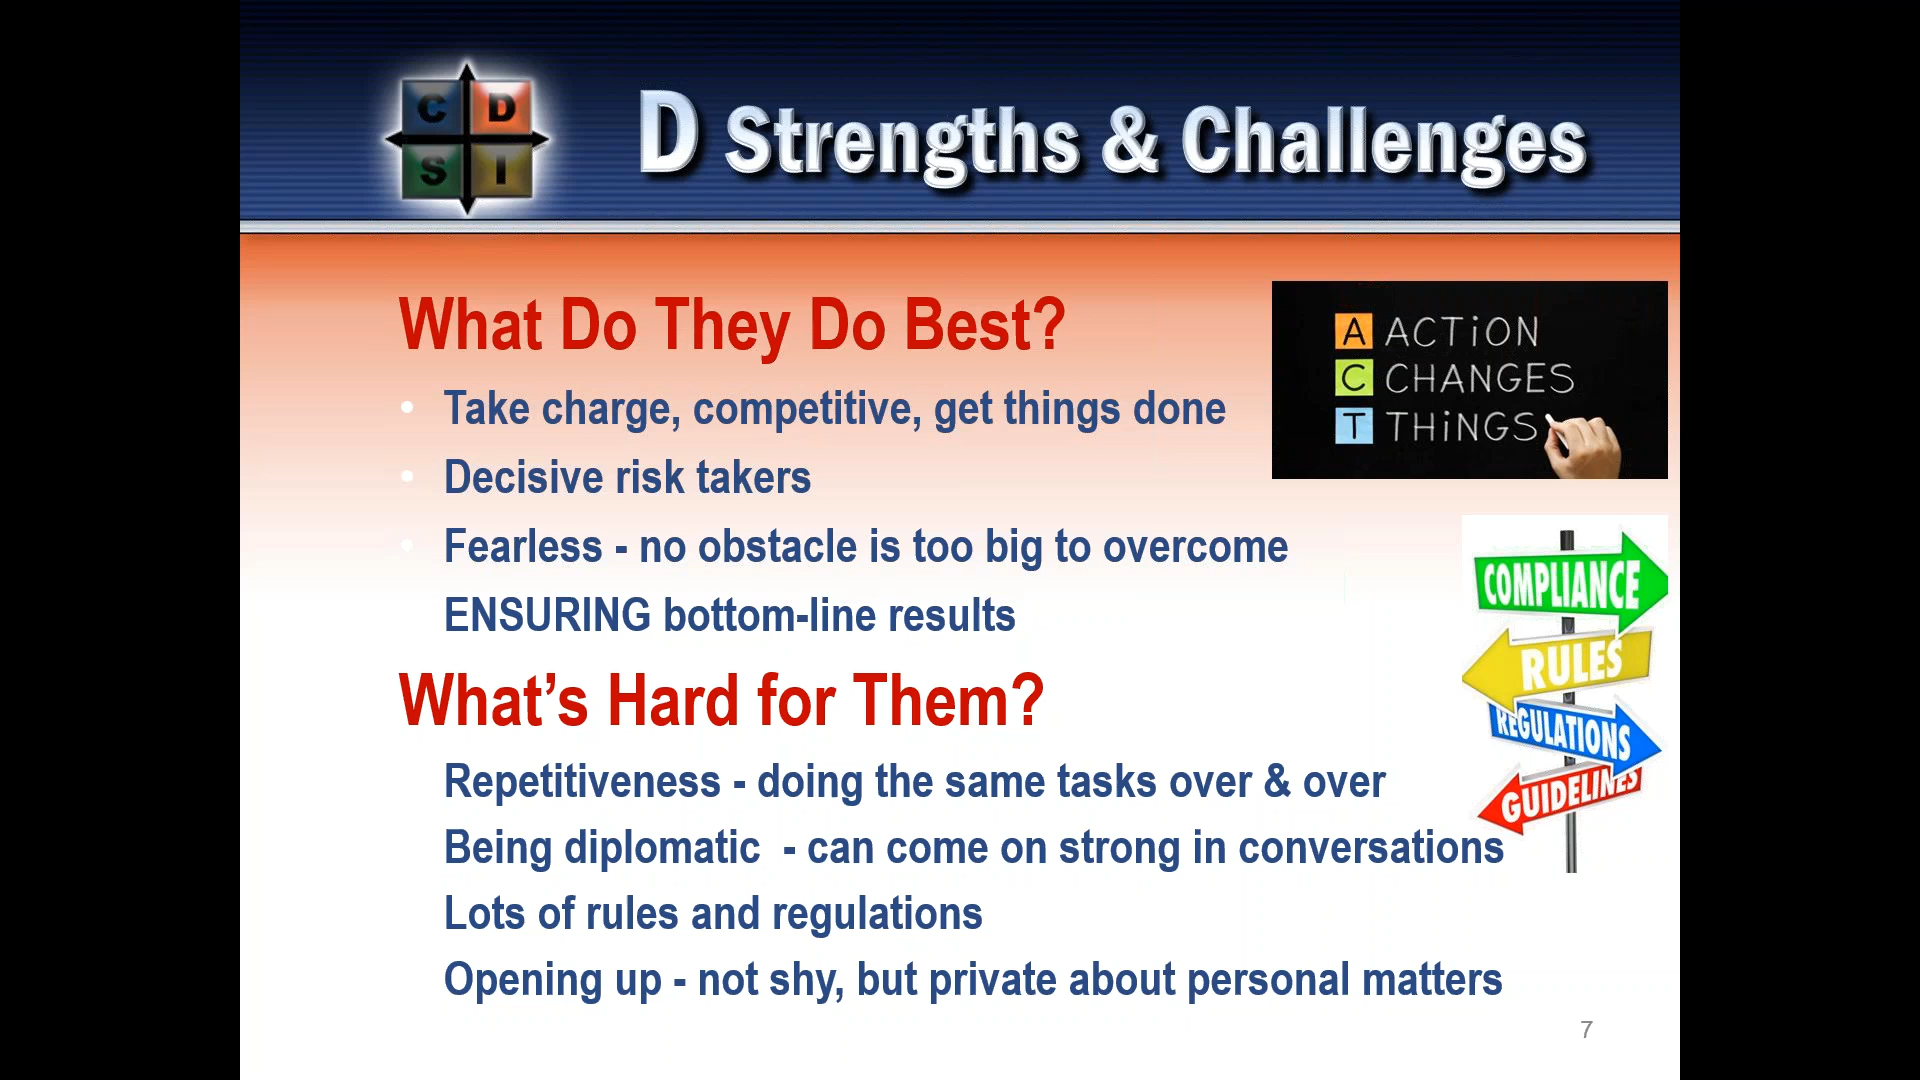 C D
S I
D Strengths & Challenges
What Do They Do Best?
• Take charge, competitive, get things done
• Decisive risk takers
• Fearless - no obstacle is too big to overcome
ENSURING bottom-line results
A ACTiON
C CHANGES
T THiNGS
COMPLIANCE
RULES
REGULATIONS
GUIDELINES
What’s Hard for Them?
Repetitiveness - doing the same tasks over & over
Being diplomatic  - can come on strong in conversations
Lots of rules and regulations
Opening up - not shy, but private about personal matters
7